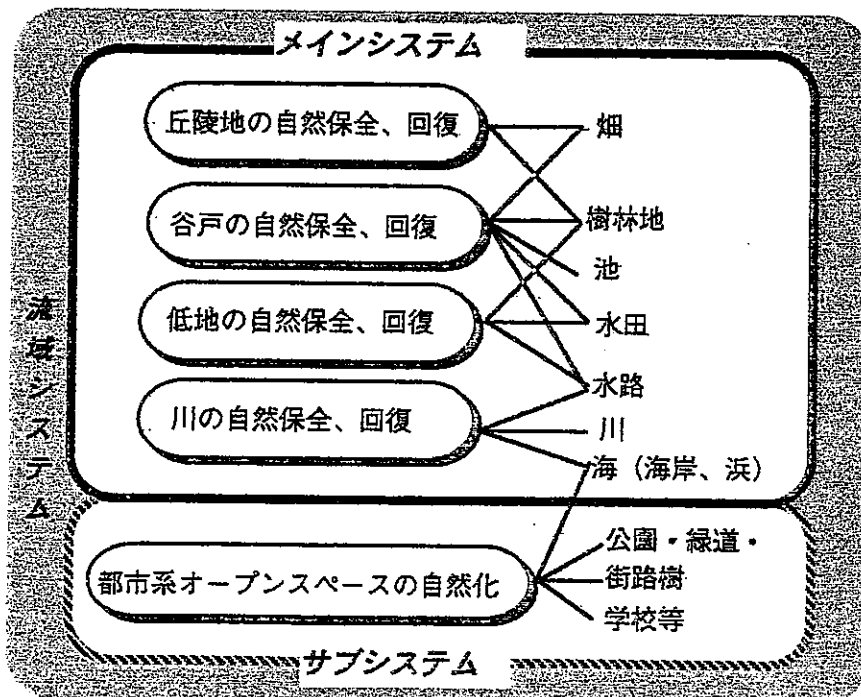 メインシステム
流域システム
丘陵地の自然保全、回復
谷戸の自然保全、回復
低地の自然保全、回復
川の自然保全、回復
畑
樹林地
池
水田
水路
川
海（海岸、浜）
都市系オープンスペースの自然化
公園・緑道・
街路樹
学校等
サブシステム